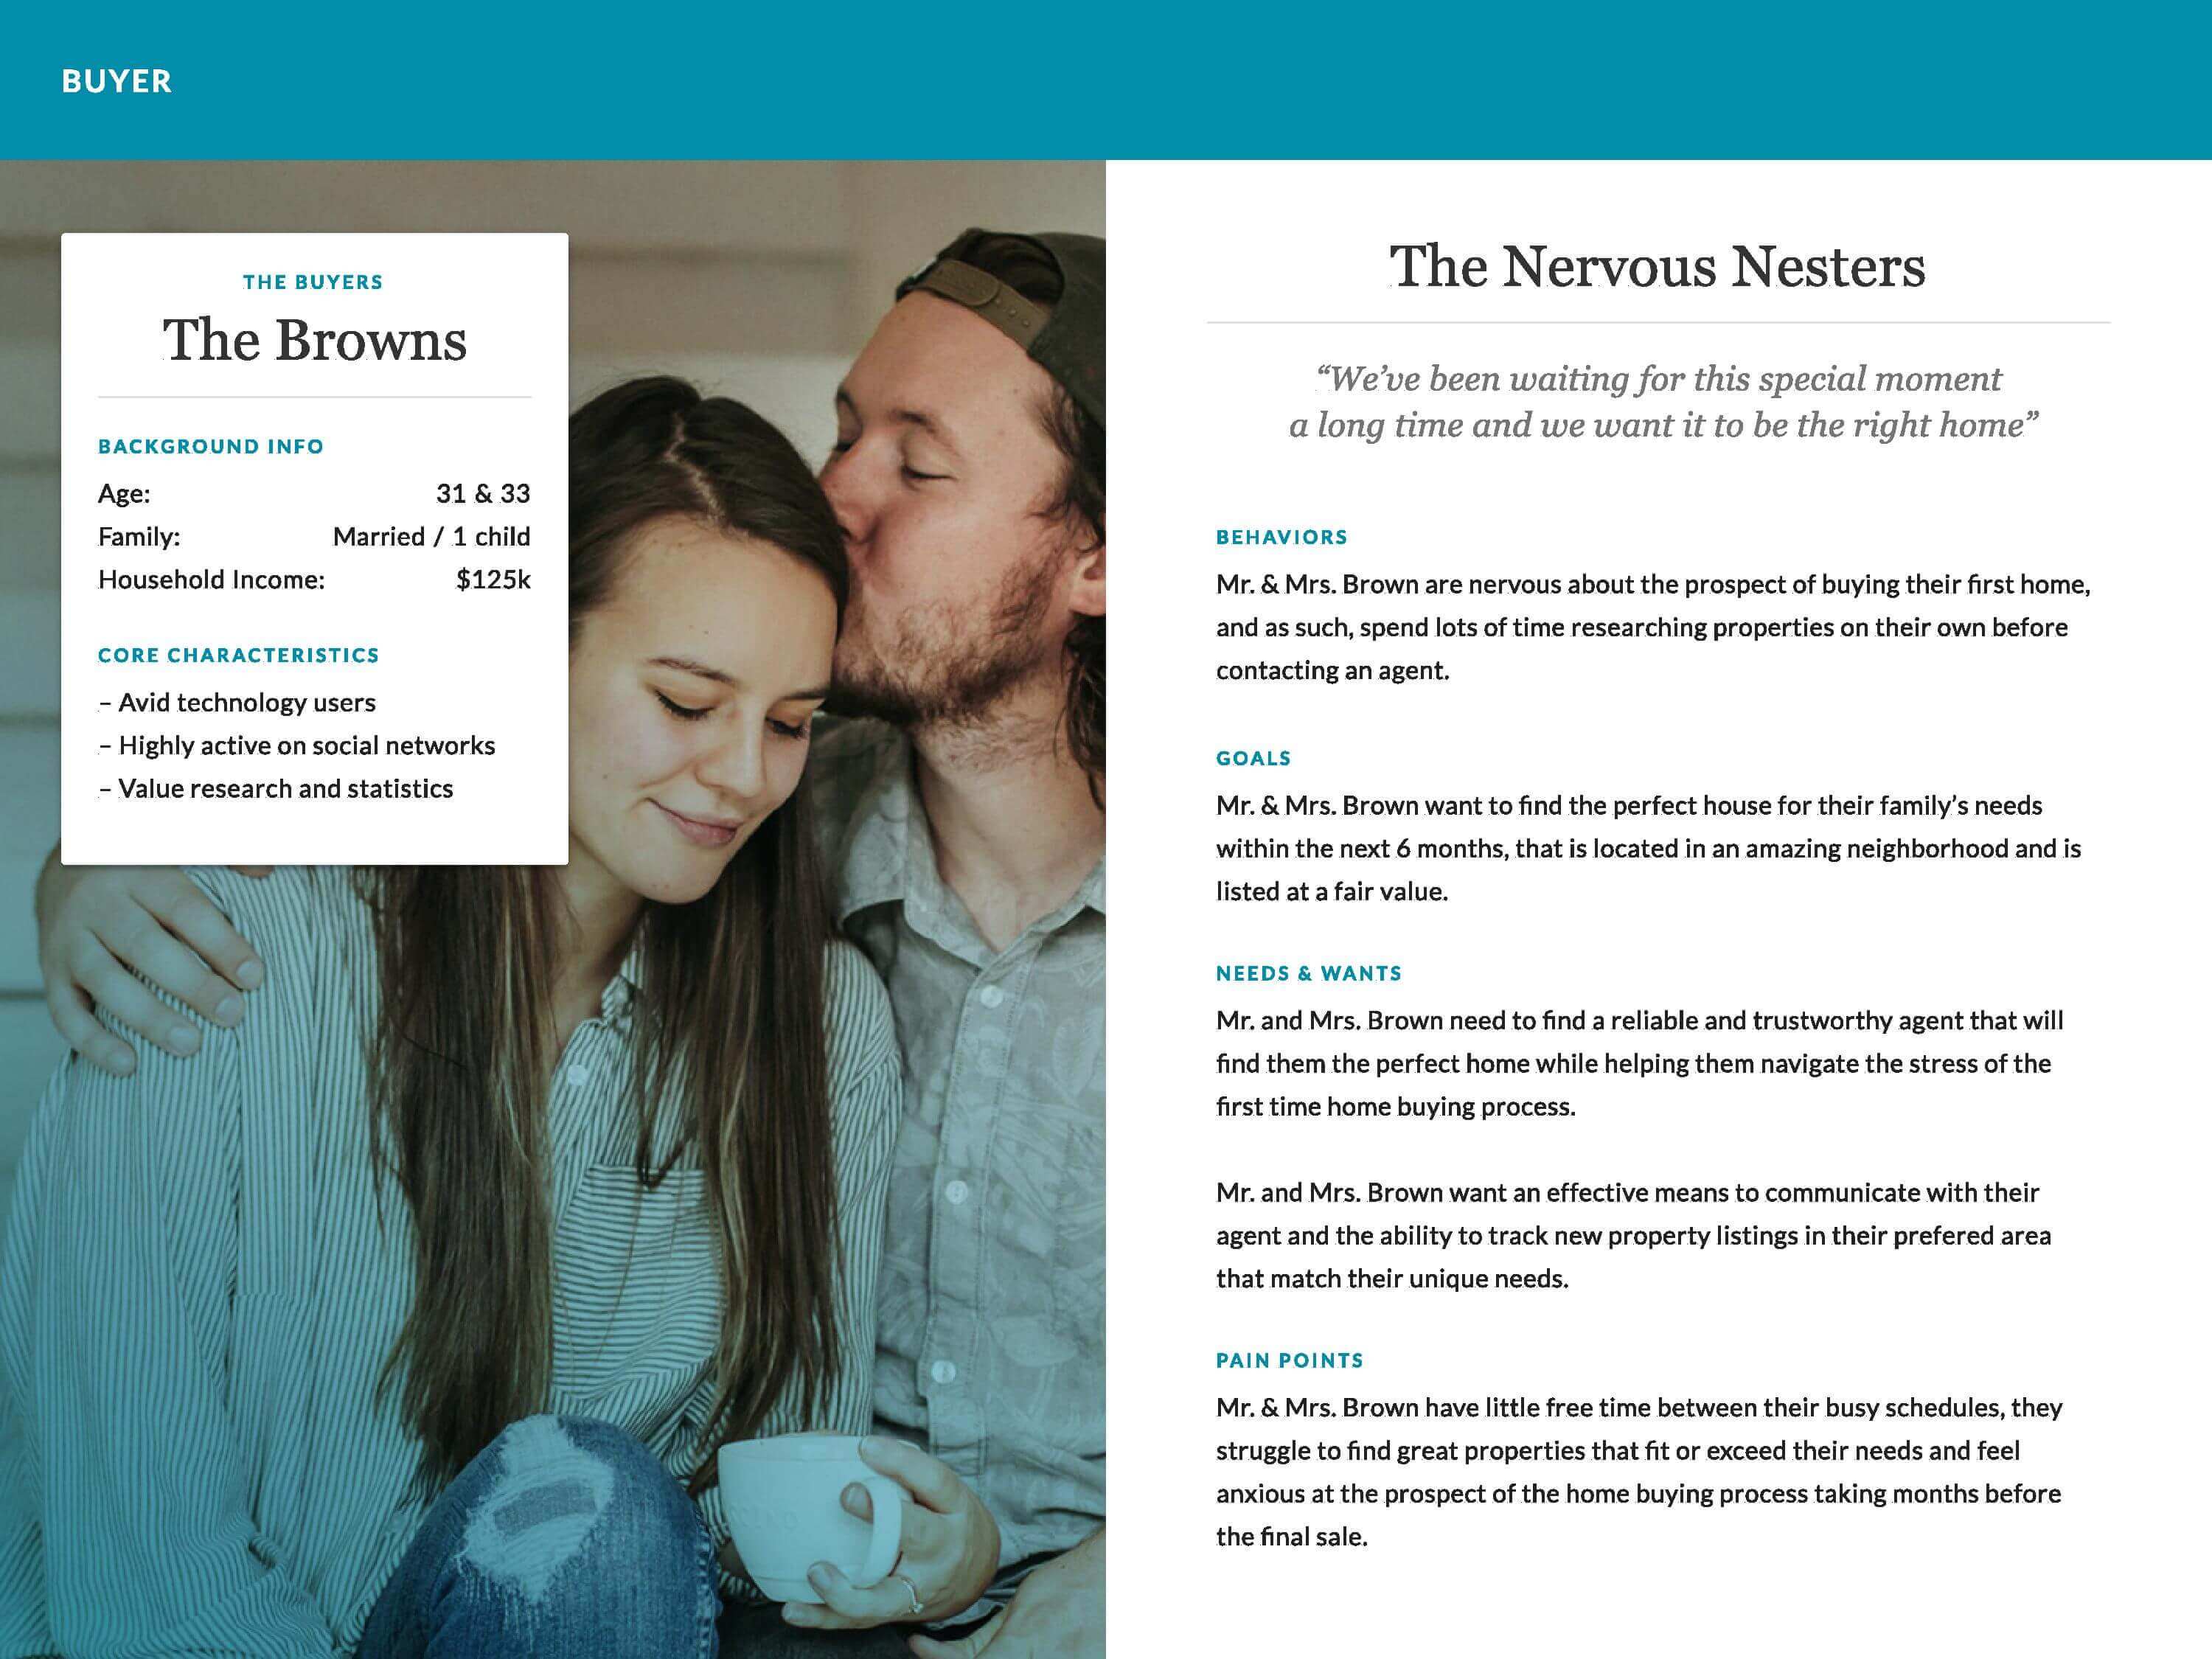 BUYER
THE BUYERS
The Browns
BACKGROUND INFO
Age: 31 & 33
Family: Married / 1 child
Household Income: $125k
CORE CHARACTERISTICS
– Avid technology users
– Highly active on social networks
– Value research and statistics
The Nervous Nesters
“We’ve been waiting for this special moment
a long time and we want it to be the right home”
BEHAVIORS
Mr. & Mrs. Brown are nervous about the prospect of buying their first home,
and as such, spend lots of time researching properties on their own before
contacting an agent.
GOALS
Mr. & Mrs. Brown want to find the perfect house for their family’s needs
within the next 6 months, that is located in an amazing neighborhood and is
listed at a fair value.
NEEDS & WANTS
Mr. and Mrs. Brown need to find a reliable and trustworthy agent that will
find them the perfect home while helping them navigate the stress of the
first time home buying process.
Mr. and Mrs. Brown want an effective means to communicate with their
agent and the ability to track new property listings in their prefered area
that match their unique needs.
PAIN POINTS
Mr. & Mrs. Brown have little free time between their busy schedules, they
struggle to find great properties that fit or exceed their needs and feel
anxious at the prospect of the home buying process taking months before
the final sale.